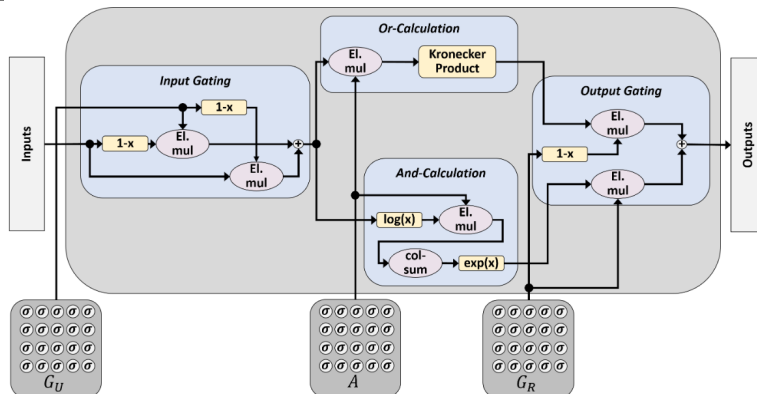 Or-Calculation
El.
mul
Kronecker
Product
Input Gating
1-x
1-x
El.
mul
El.
mul
+
Output Gating
El.
mul
1-x
+
El.
mul
Inputs
Outputs
And-Calculation
log(x)
El.
mul
col-
sum
exp(x)
σ σ σ σ σ
σ σ σ σ σ
σ σ σ σ σ
σ σ σ σ σ
G_U
σ σ σ σ σ
σ σ σ σ σ
σ σ σ σ σ
σ σ σ σ σ
A
σ σ σ σ σ
σ σ σ σ σ
σ σ σ σ σ
σ σ σ σ σ
G_R